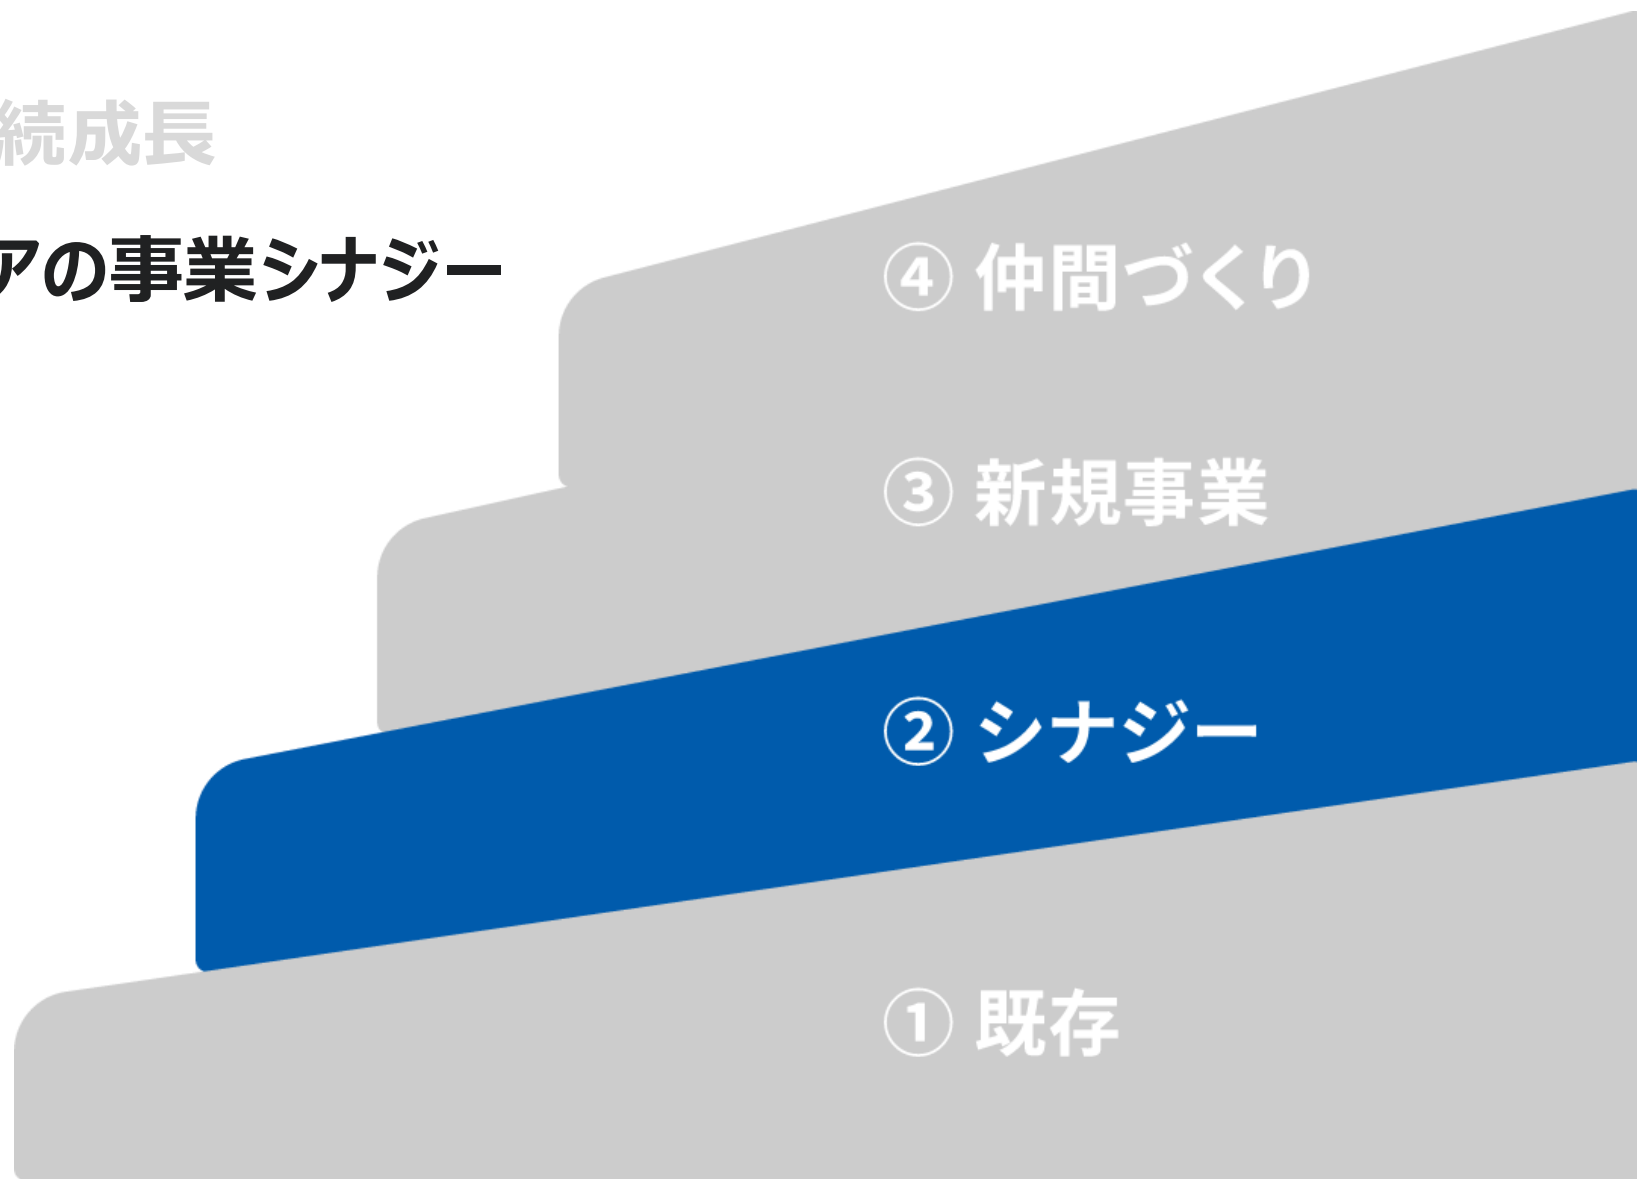 続成長
アの事業シナジー
④ 仲間づくり
③ 新規事業
② シナジー
① 既存